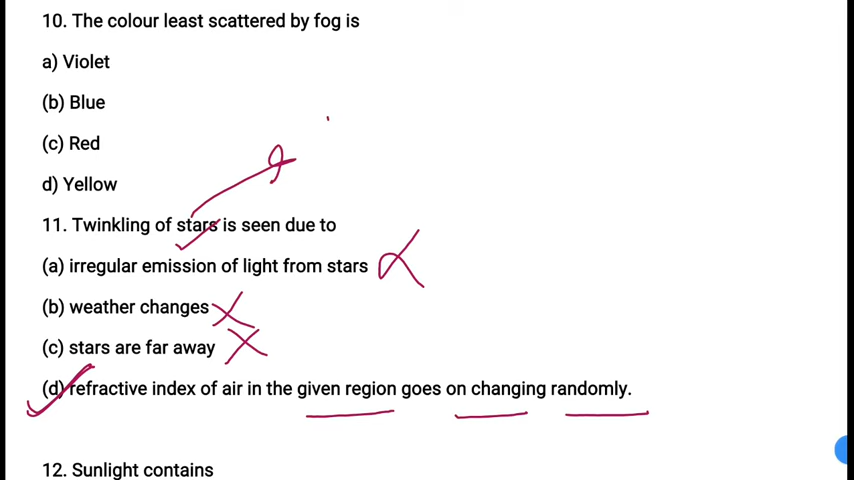 10. The colour least scattered by fog is
a) Violet
(b) Blue
(c) Red
d) Yellow
11. Twinkling of stars is seen due to
(a) irregular emission of light from stars
(b) weather changes
(c) stars are far away
(d) refractive index of air in the given region goes on changing randomly.
12. Sunlight contains